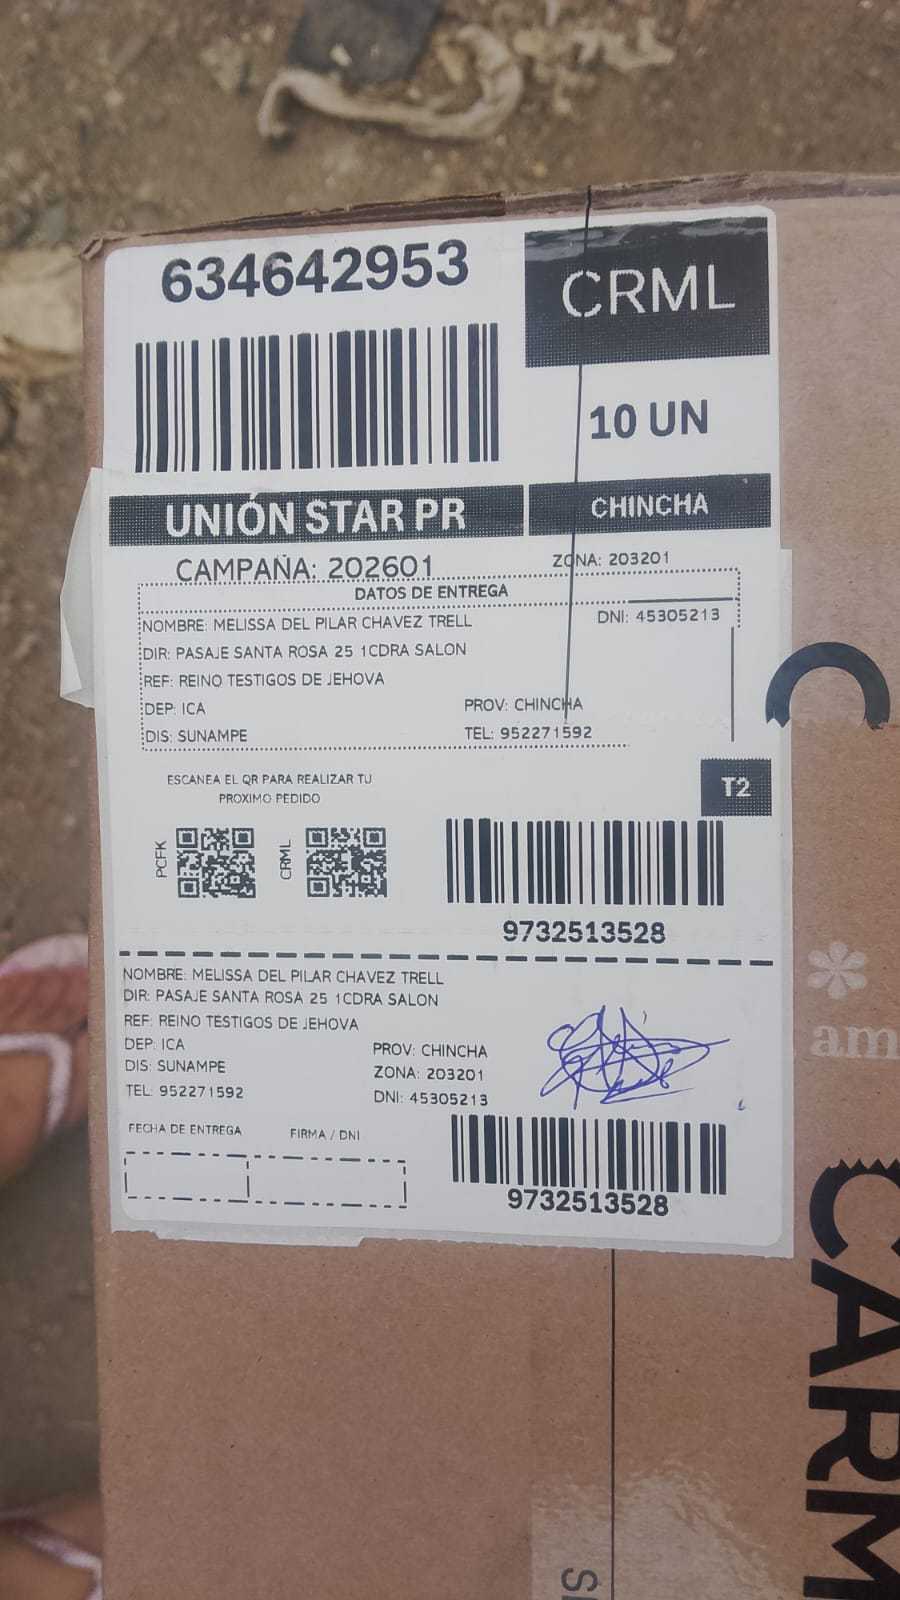 634642953
CRML
10 UN
UNIÓN STAR PR
CHINCHA
CAMPAÑA: 202601
ZONA: 203201
DATOS DE ENTREGA
NOMBRE: MELISSA DEL PILAR CHAVEZ TRELL
DNI: 45305213
DIR: PASAJE SANTA ROSA 25 1CDRA SALON
REF: REINO TESTIGOS DE JEHOVA
DEP: ICA
PROV: CHINCHA
DIS: SUNAMPE
TEL: 952271592
ESCANEA EL QR PARA REALIZAR TU
PROXIMO PEDIDO
T2
PCFK
CRML
9732513528
NOMBRE: MELISSA DEL PILAR CHAVEZ TRELL
DIR: PASAJE SANTA ROSA 25 1CDRA SALON
REF: REINO TESTIGOS DE JEHOVA
DEP: ICA
PROV: CHINCHA
DIS: SUNAMPE
ZONA: 203201
TEL: 952271592
DNI: 45305213
FECHA DE ENTREGA
FIRMA / DNI
9732513528
C
am
CARM